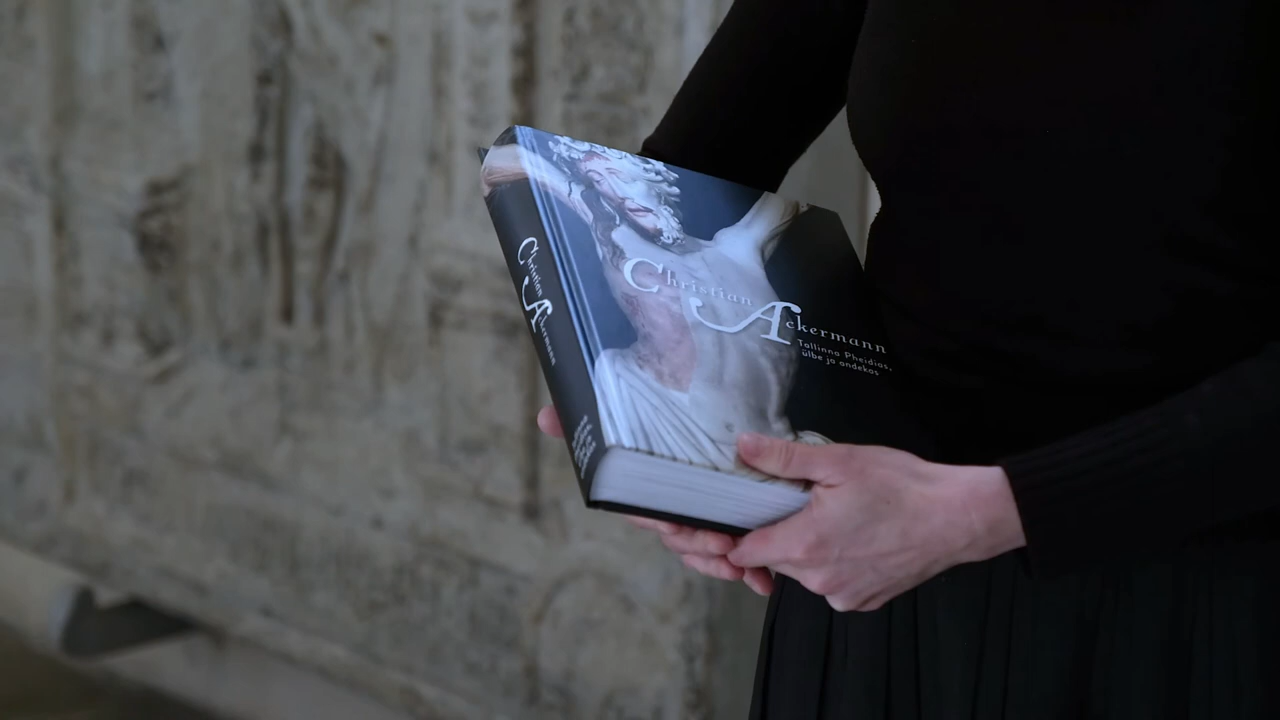 Christian
Ackermann
Tallinna Pheidias,
ülbe ja andekas
Christian
Ackermann